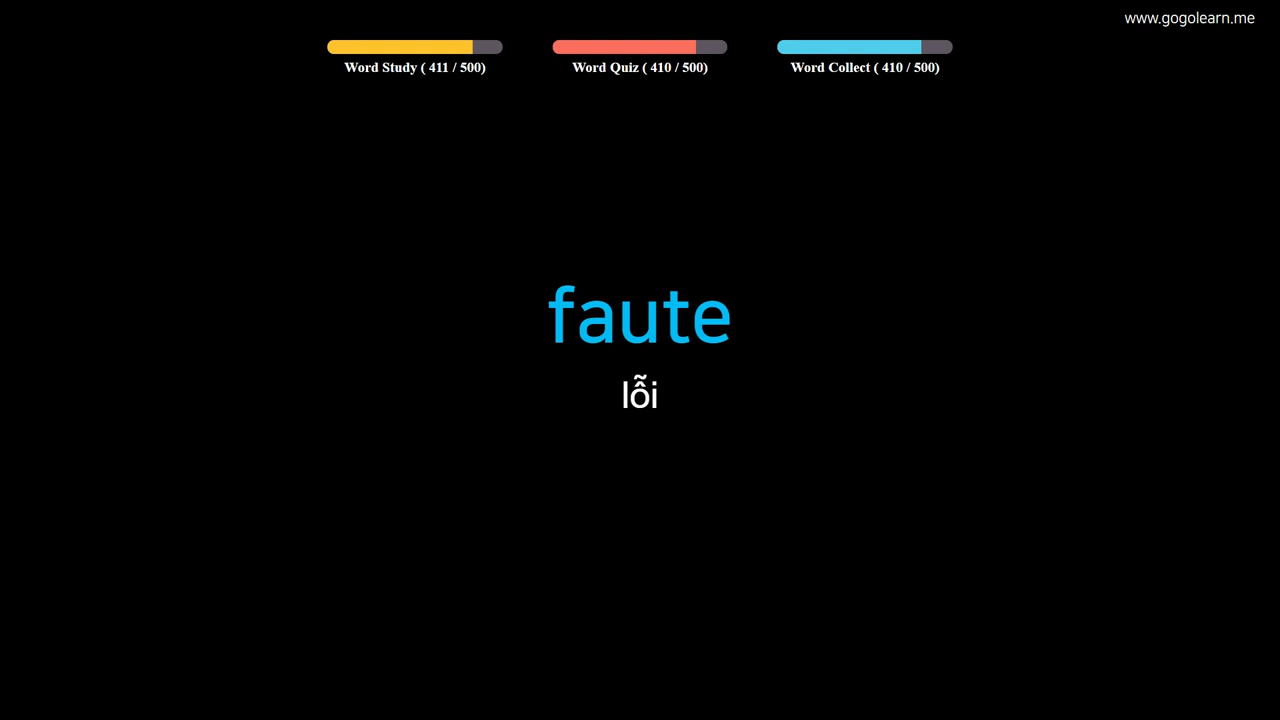 www.gogolearn.me
Word Study ( 411 / 500)
Word Quiz ( 410 / 500)
Word Collect ( 410 / 500)
faute
lỗi